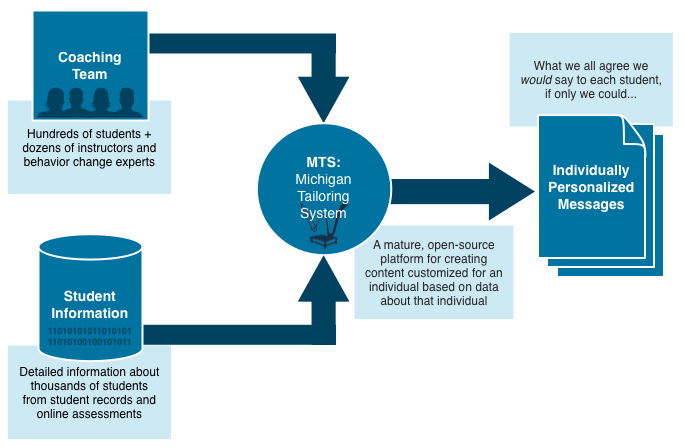 Coaching
Team
Hundreds of students +
dozens of instructors and
behavior change experts
What we all agree we
would say to each student,
if only we could...
MTS:
Michigan
Tailoring
System
Individually
Personalized
Messages
A mature, open-source
platform for creating
content customized for an
individual based on data
about that individual
Student
Information
11010101011010101
11010100100101011
Detailed information about
thousands of students
from student records and
online assessments